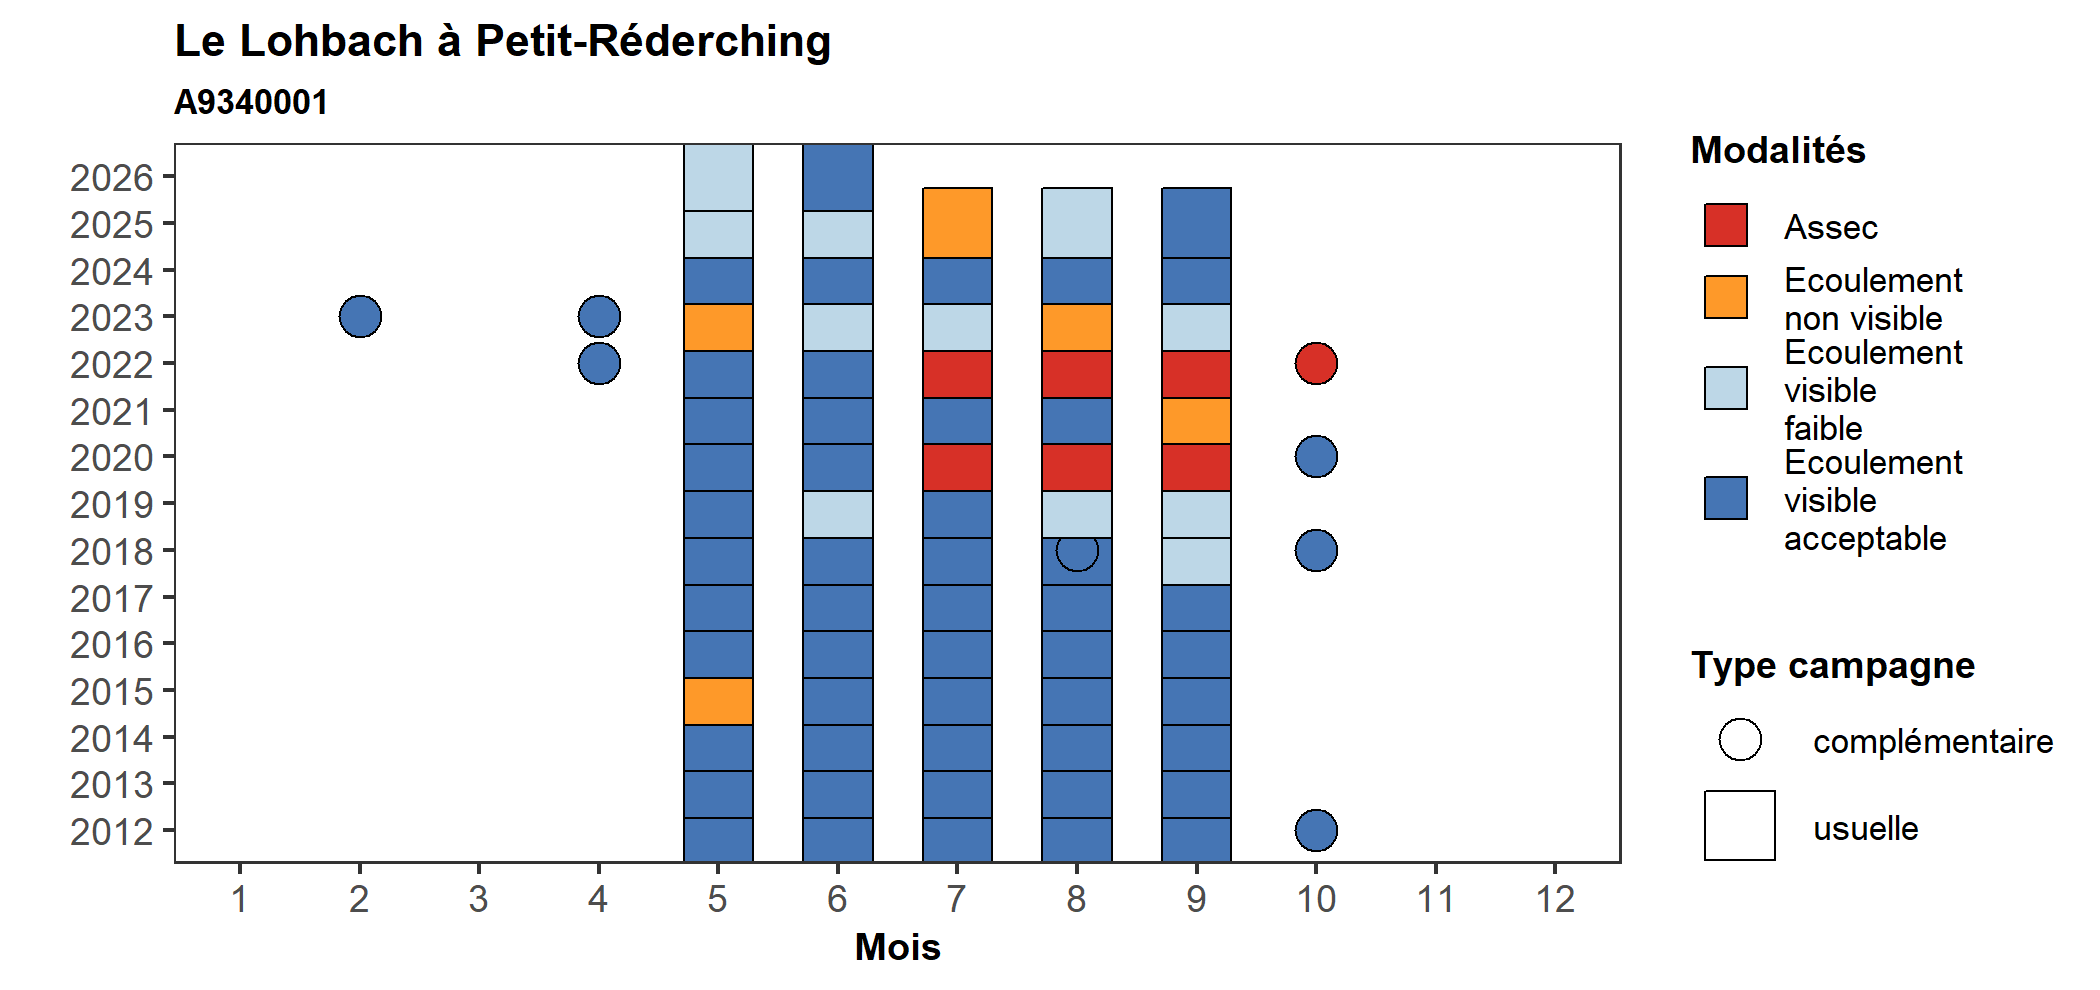 Le Lohbach à Petit-Réderching
A9340001
2026
2025
2024
2023
2022
2021
2020
2019
2018
2017
2016
2015
2014
2013
2012
1 2 3 4 5 6 7 8 9 10 11 12
Mois
Modalités
Assec
Ecoulement
non visible
Ecoulement
visible
faible
Ecoulement
visible
acceptable
Type campagne
complémentaire
usuelle